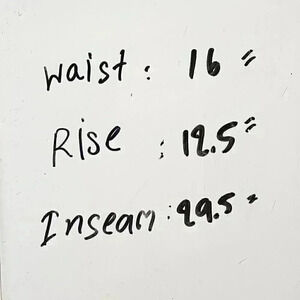 Waist : 16"
Rise : 12.5"
Inseam : 29.5"